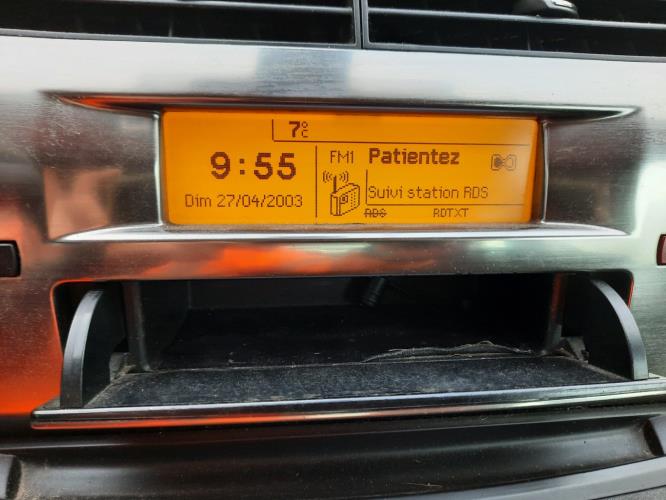 7°C
9:55
Dim 27/04/2003
FM1 Patientez
Suivi station RDS
RDS RDTXT